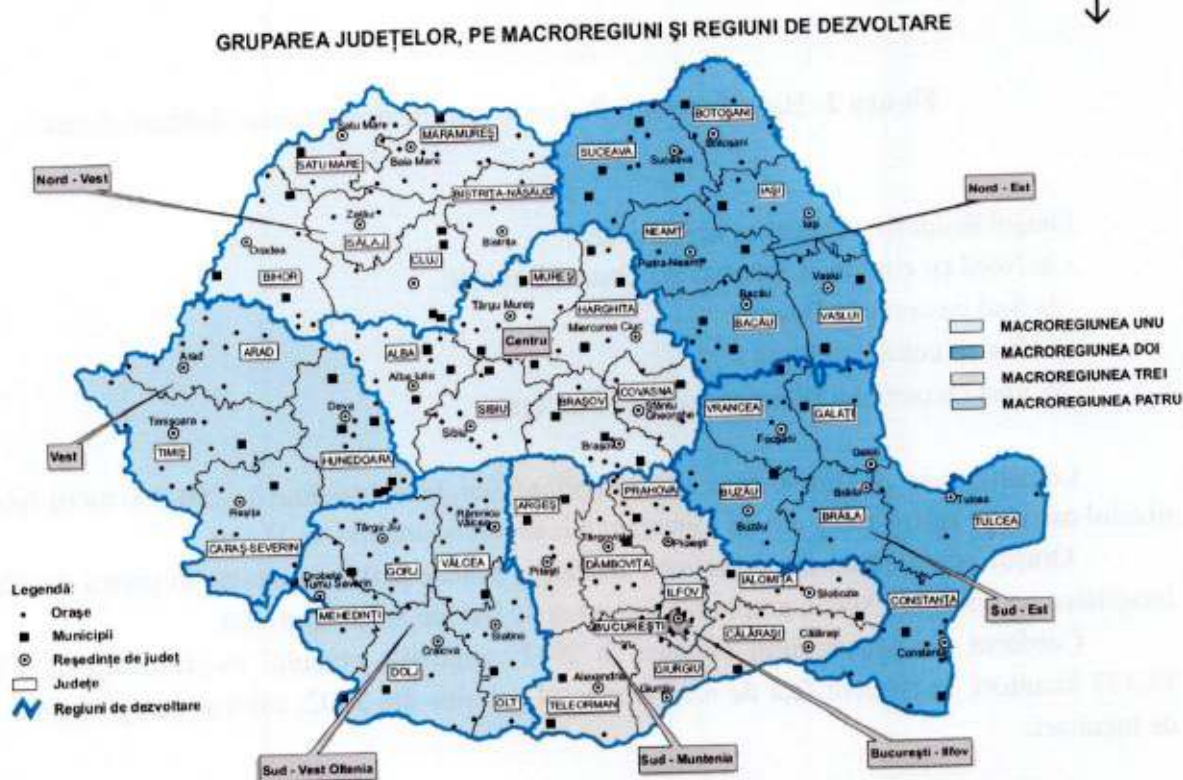 GRUPAREA JUDEȚELOR, PE MACROREGIUNI ȘI REGIUNI DE DEZVOLTARE
Nord - Vest
Nord - Est
Centru
Vest
Sud - Est
Sud - Vest Oltenia
Sud - Muntenia
București - Ilfov
Satu Mare
SATU MARE
MARAMUREȘ
Baia Mare
BISTRIȚA-NĂSĂUD
Bistrița
Zalău
SĂLAJ
Oradea
BIHOR
CLUJ
SUCEAVA
Suceava
BOTOȘANI
Botoșani
IAȘI
Iași
NEAMȚ
Piatra-Neamț
BACĂU
Bacău
Vaslui
VASLUI
MUREȘ
Târgu Mureș
HARGHITA
Miercurea Ciuc
ALBA
Alba Iulia
SIBIU
Sibiu
BRAȘOV
Brașov
COVASNA
Sfântu
Gheorghe
Arad
ARAD
Timișoara
TIMIȘ
Deva
HUNEDOARA
Reșița
CARAȘ-SEVERIN
VRANCEA
Focșani
GALAȚI
Galați
BUZĂU
Buzău
Brăila
BRĂILA
Tulcea
TULCEA
CONSTANȚA
Constanța
Târgu Jiu
GORJ
Râmnicu
Vâlcea
VÂLCEA
Drobeta
Turnu Severin
MEHEDINȚI
Craiova
DOLJ
Slatina
OLT
ARGEȘ
Pitești
PRAHOVA
Ploiești
Târgoviște
DÂMBOVIȚA
ILFOV
BUCUREȘTI
IALOMIȚA
Slobozia
CĂLĂRAȘI
Călărași
GIURGIU
Giurgiu
Alexandria
TELEORMAN
MACROREGIUNEA UNU
MACROREGIUNEA DOI
MACROREGIUNEA TREI
MACROREGIUNEA PATRU
Legendă:
Orașe
Municipii
Reședințe de județ
Județe
Regiuni de dezvoltare